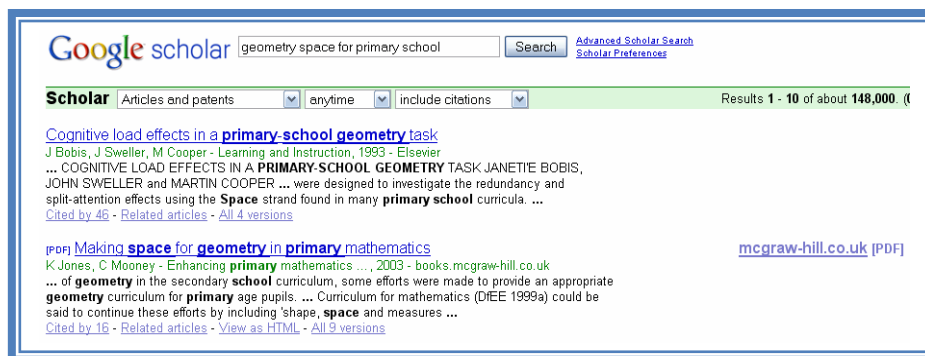 Google scholar geometry space for primary school Search Advanced Scholar Search
Scholar Preferences
Scholar Articles and patents anytime include citations Results 1 - 10 of about 148,000. (
Cognitive load effects in a primary-school geometry task
J Bobis, J Sweller, M Cooper - Learning and Instruction, 1993 - Elsevier
... COGNITIVE LOAD EFFECTS IN A PRIMARY-SCHOOL GEOMETRY TASK JANETI'E BOBIS,
JOHN SWELLER and MARTIN COOPER ... were designed to investigate the redundancy and
split-attention effects using the Space strand found in many primary school curricula. ...
Cited by 46 - Related articles - All 4 versions
[PDF] Making space for geometry in primary mathematics mcgraw-hill.co.uk [PDF]
K Jones, C Mooney - Enhancing primary mathematics ..., 2003 - books.mcgraw-hill.co.uk
... of geometry in the secondary school curriculum, some efforts were made to provide an appropriate
geometry curriculum for primary age pupils. ... Curriculum for mathematics (DfEE 1999a) could be
said to continue these efforts by including 'shape, space and measures ...
Cited by 16 - Related articles - View as HTML - All 9 versions